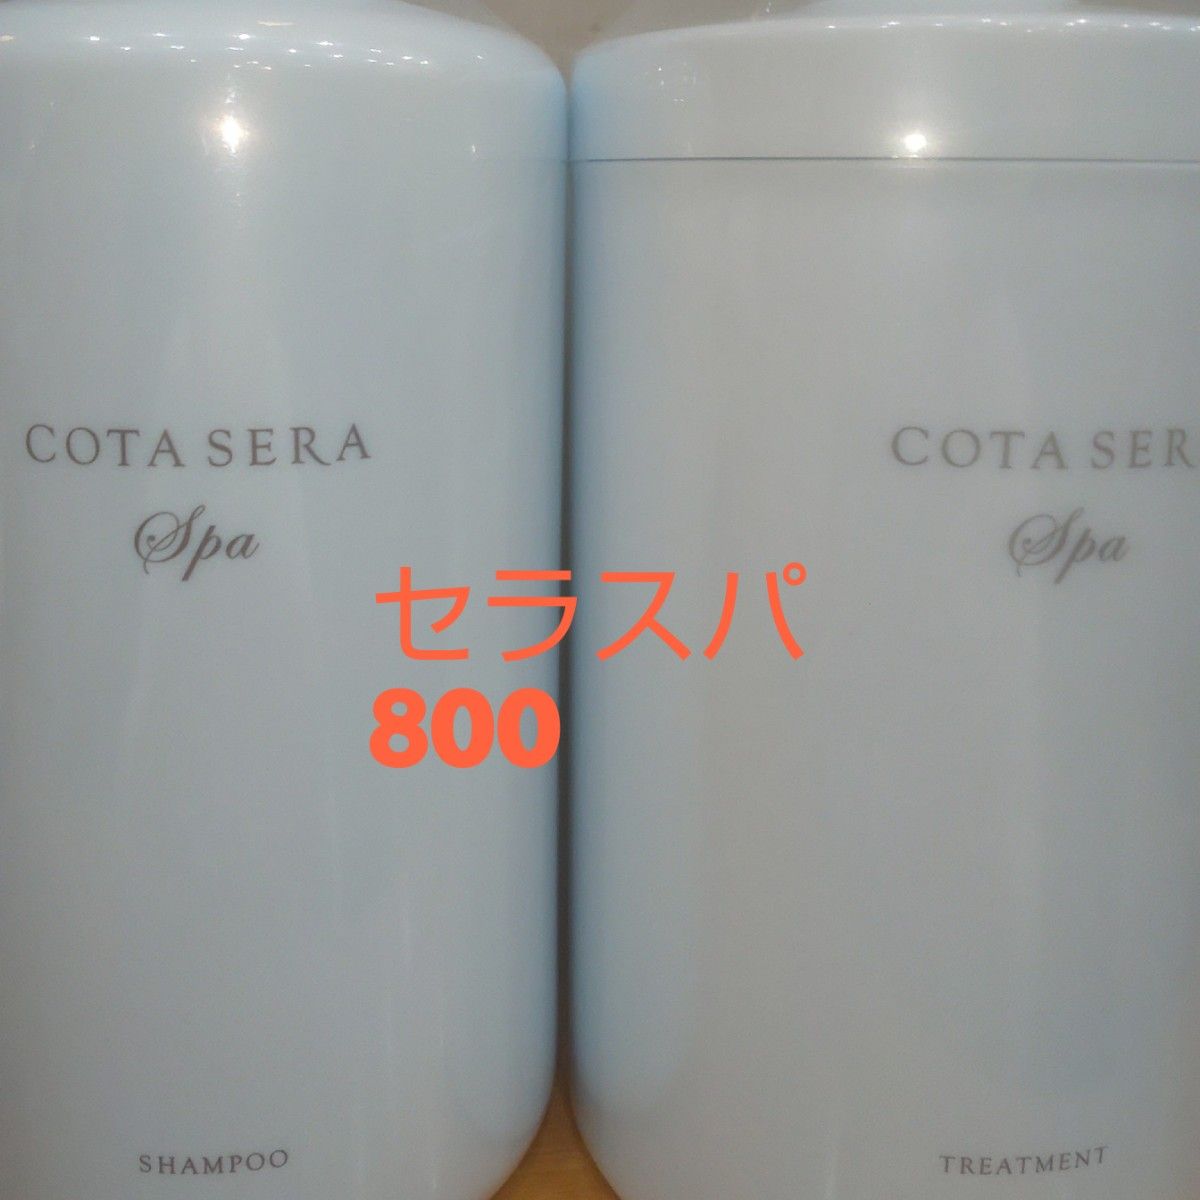 COTA SERA
Spa
SHAMPOO
COTA SER
Spa
TREATMENT
セラスパ
800